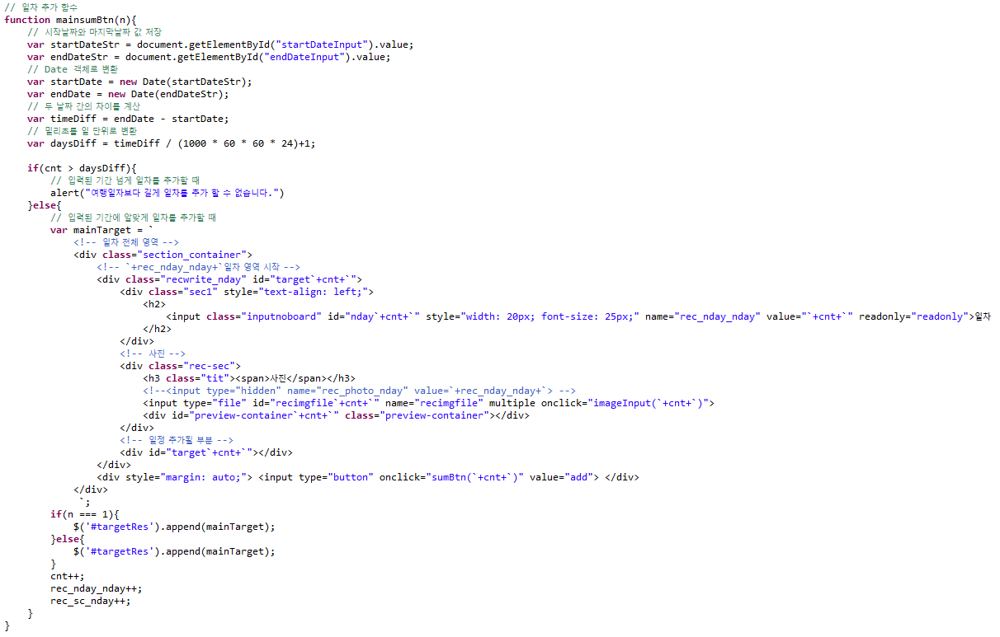 // 일차 추가 함수
function mainsumBtn(n){
    // 시작날짜와 마지막날짜 값 저장
    var startDateStr = document.getElementById("startDateInput").value;
    var endDateStr = document.getElementById("endDateInput").value;
    // Date 객체로 변환
    var startDate = new Date(startDateStr);
    var endDate = new Date(endDateStr);
    // 두 날짜 간의 차이를 계산
    var timeDiff = endDate - startDate;
    // 밀리초를 일 단위로 변환
    var daysDiff = timeDiff / (1000 * 60 * 60 * 24)+1;

    if(cnt > daysDiff){
        // 입력된 기간 넘게 일차를 추가할 때
        alert("여행일자보다 길게 일차를 추가 할 수 없습니다.")
    }else{
        // 입력된 기간에 알맞게 일차를 추가할 때
        var mainTarget = `
            <!-- 일차 전체 영역 -->
            <div class="section_container">
                <!-- `+rec_nday_nday+`일차 영역 시작 -->
                <div class="recwrite_nday" id="target`+cnt+`">
                    <div class="sec1" style="text-align: left;">
                        <h2>
                            <input class="inputnoboard" id="nday`+cnt+`" style="width: 20px; font-size: 25px;" name="rec_nday_nday" value="`+cnt+`" readonly="readonly">일차
                        </h2>
                    </div>
                    <!-- 사진 -->
                    <div class="rec-sec">
                        <h3 class="tit"><span>사진</span></h3>
                        <!--<input type="hidden" name="rec_photo_nday" value=`+rec_nday_nday+`> -->
                        <input type="file" id="recimgfile`+cnt+`" name="recimgfile" multiple onclick="imageInput(`+cnt+`)">
                        <div id="preview-container`+cnt+`" class="preview-container"></div>
                    </div>
                    <!-- 일정 추가될 부분 -->
                    <div id="target`+cnt+`"></div>
                </div>
                <div style="margin: auto;"> <input type="button" onclick="sumBtn(`+cnt+`)" value="add"> </div>
            </div>
             `;
        if(n === 1){
            $('#targetRes').append(mainTarget);
        }else{
            $('#targetRes').append(mainTarget);
        }
        cnt++;
        rec_nday_nday++;
        rec_sc_nday++;
    }
}